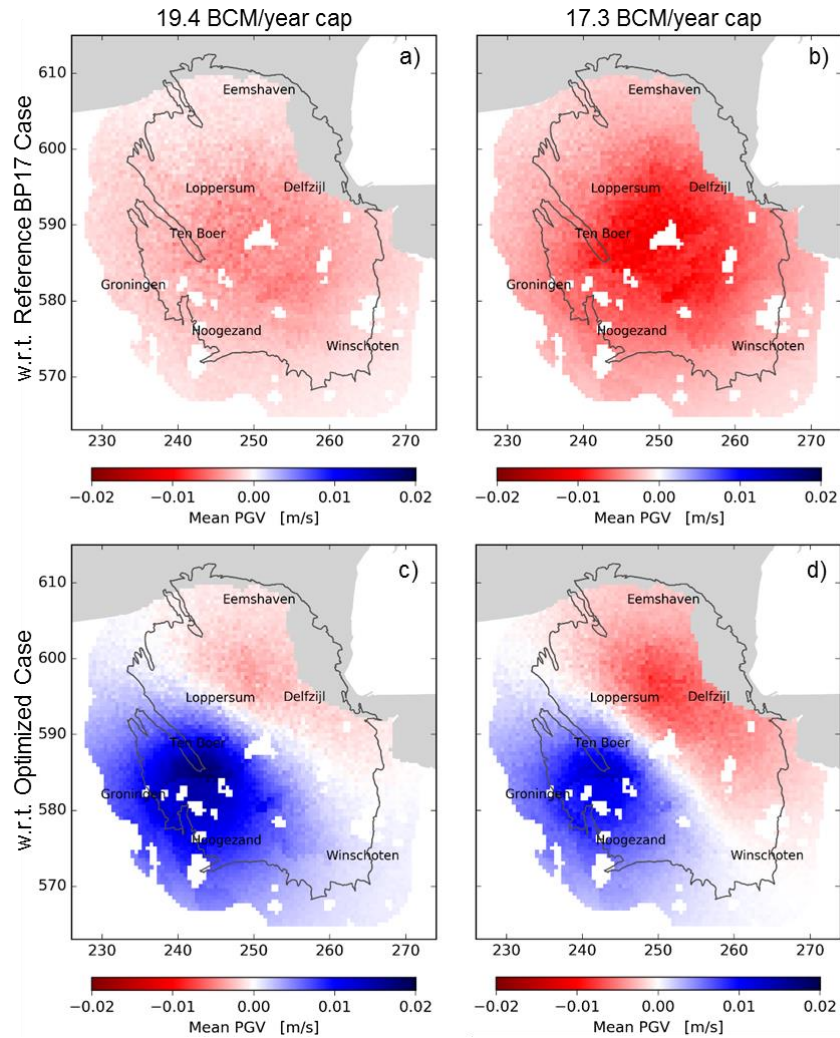 19.4 BCM/year cap
17.3 BCM/year cap
w.r.t. Reference BP17 Case
a)
610
600
590
580
570
Eemshaven
Loppersum
Delfzijl
Ten Boer
Groningen
Hoogezand
Winschoten
230
240
250
260
270
−0.02
−0.01
0.00
0.01
0.02
Mean PGV [m/s]
b)
Eemshaven
Loppersum
Delfzijl
Ten Boer
Groningen
Hoogezand
Winschoten
230
240
250
260
270
−0.02
−0.01
0.00
0.01
0.02
Mean PGV [m/s]
w.r.t. Optimized Case
c)
610
600
590
580
570
Eemshaven
Loppersum
Delfzijl
Ten Boer
Groningen
Hoogezand
Winschoten
230
240
250
260
270
−0.02
−0.01
0.00
0.01
0.02
Mean PGV [m/s]
d)
Eemshaven
Loppersum
Delfzijl
Ten Boer
Groningen
Hoogezand
Winschoten
230
240
250
260
270
−0.02
−0.01
0.00
0.01
0.02
Mean PGV [m/s]